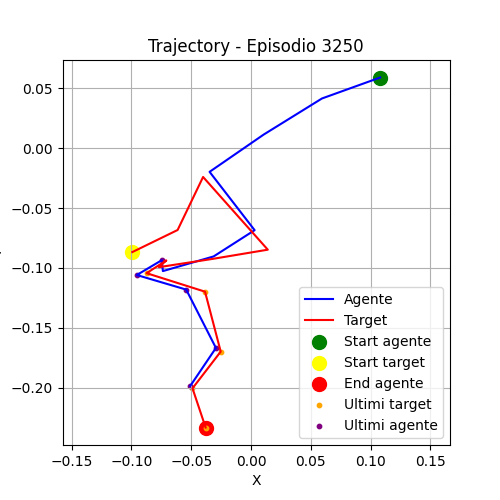 Trajectory - Episodio 3250
0.05
0.00
−0.05
−0.10
−0.15
−0.20
Agente
Target
Start agente
Start target
End agente
Ultimi target
Ultimi agente
−0.15 −0.10 −0.05 0.00 0.05 0.10 0.15
X